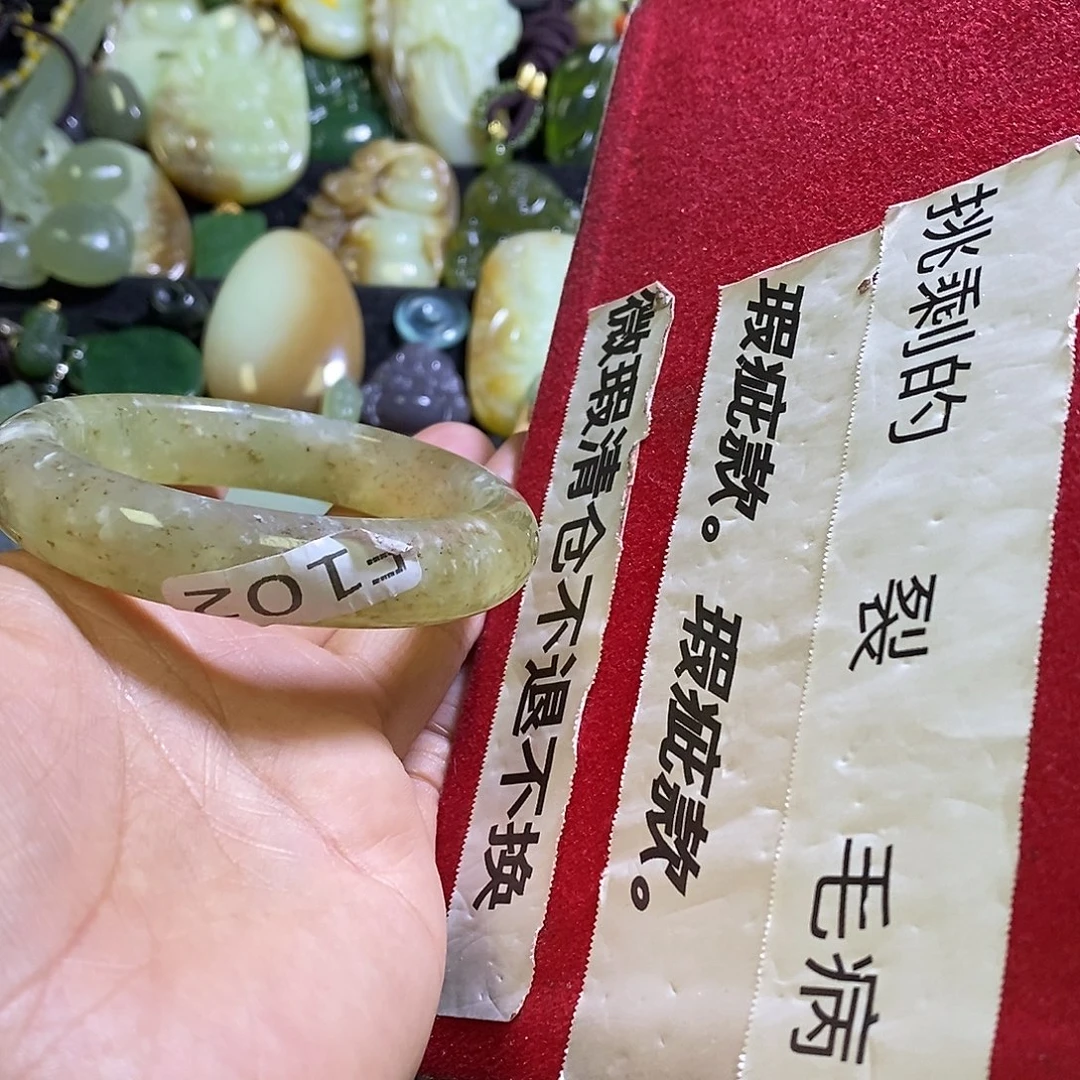 挑剩的 裂 毛病
瑕疵款。瑕疵款。
微瑕清仓不退不换